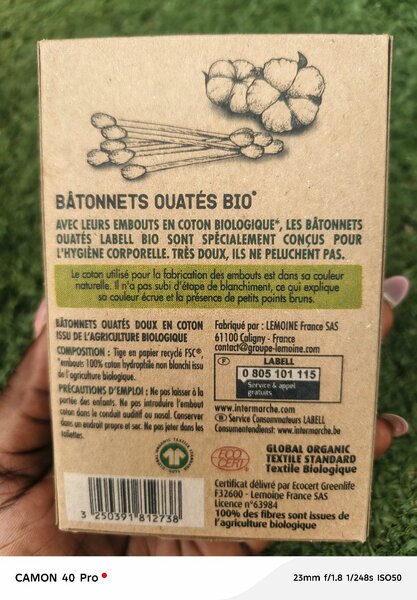 BÂTONNETS OUATÉS BIO*
AVEC LEURS EMBOUTS EN COTON BIOLOGIQUE*, LES BÂTONNETS
OUATÉS LABELL BIO SONT SPÉCIALEMENT CONÇUS POUR
L'HYGIÈNE CORPORELLE. TRÈS DOUX, ILS NE PELUCHENT PAS.
Le coton utilisé pour la fabrication des embouts est dans sa couleur
naturelle. Il n'a pas subi d'étape de blanchiment, ce qui explique
sa couleur écrue et la présence de petits points bruns.
BÂTONNETS OUATÉS DOUX EN COTON
ISSU DE L'AGRICULTURE BIOLOGIQUE
COMPOSITION : Tige en papier recyclé FSC®,
*embouts 100% coton hydrophile non blanchi issu
de l'agriculture biologique.
PRÉCAUTIONS D'EMPLOI : Ne pas laisser à la
portée des enfants. Ne pas introduire l'embout
coton dans le conduit auditif ou nasal. Conserver
dans un endroit propre et sec. Ne pas jeter dans les
toilettes.
Fabriqué par : LEMOINE France SAS
61100 Caligny - France
contact@groupe-lemoine.com
F LABELL
0 805 101 115
Service & appel
gratuits
www.intermarche.com
Service Consommateurs LABELL
Consumentendienst: www.intermarche.be
GOTS
ECO
CERT
GLOBAL ORGANIC
TEXTILE STANDARD
Textile Biologique
Certificat délivré par Ecocert Greenlife
F32600 - Lemoine France SAS
Licence n°63984
100% des fibres sont issues de
l'agriculture biologique
3 250391 812738
CAMON 40 Pro
23mm f/1.8 1/248s ISO50